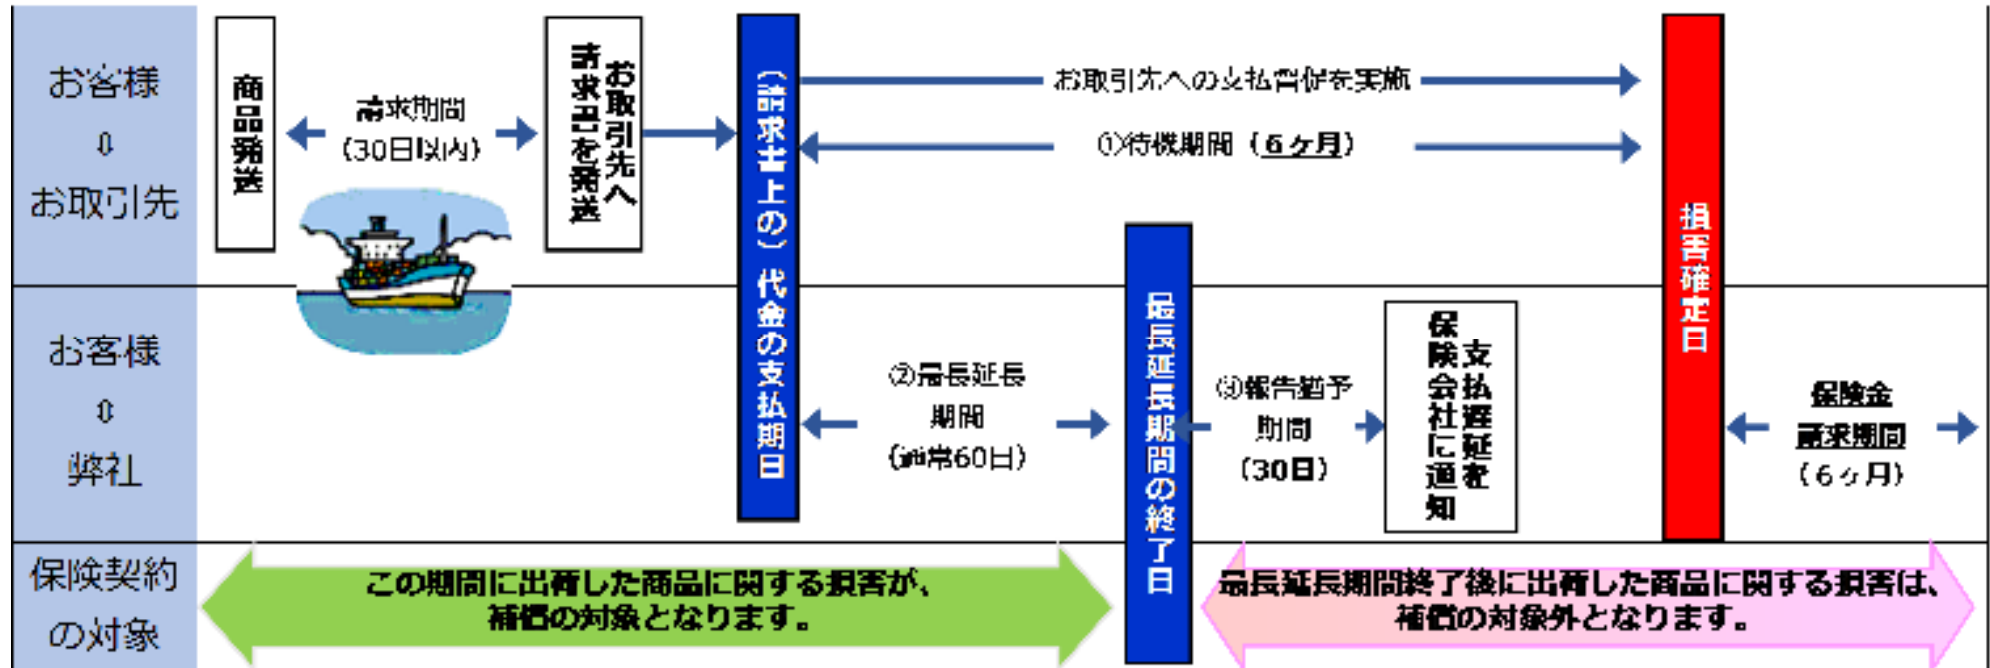 お客様
⇕
お取引先
商品発送
請求期間
(30日以内)
お取引先へ
請求書を発送
(請求書上の)代金の支払期日
お取引先への支払督促を実施
①待機期間(6ヶ月)
損害確定日
お客様
⇕
弊社
②最長延長
期間
(通常60日)
最長延長期間の終了日
③報告猶予
期間
(30日)
支払遅延を
保険会社に通知
保険金
請求期間
(6ヶ月)
保険契約
の対象
この期間に出荷した商品に関する損害が、
補償の対象となります。
最長延長期間終了後に出荷した商品に関する損害は、
補償の対象外となります。